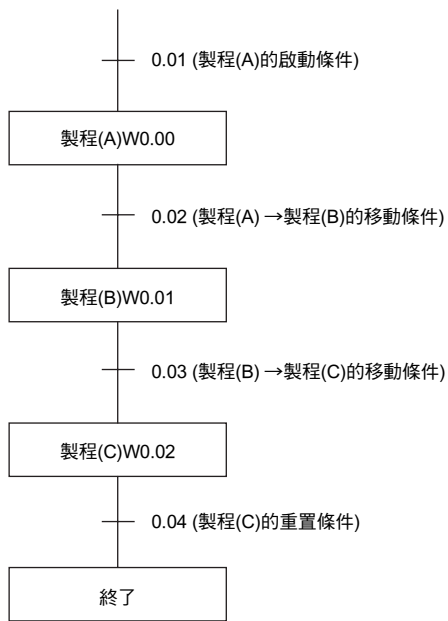 0.01 (製程(A)的啟動條件)
製程(A)W0.00
0.02 (製程(A) →製程(B)的移動條件)
製程(B)W0.01
0.03 (製程(B) →製程(C)的移動條件)
製程(C)W0.02
0.04 (製程(C)的重置條件)
終了